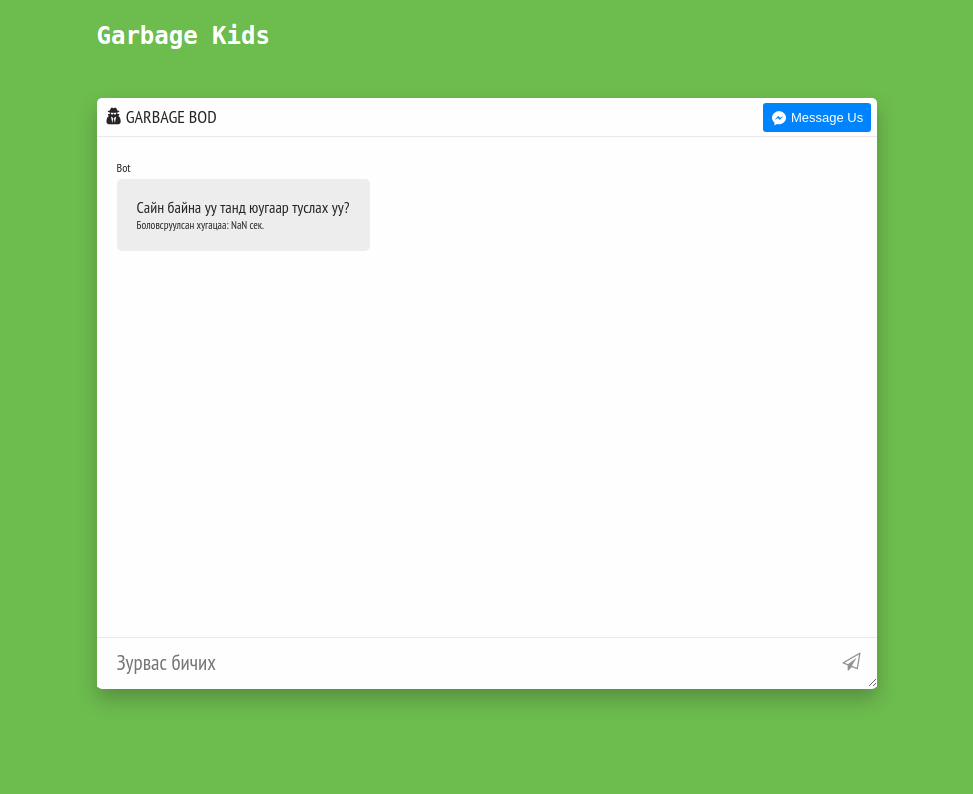 Garbage Kids
GARBAGE BOD
Message Us
Bot
Сайн байна уу танд юугаар туслах уу?
Боловсруулсан хугацаа: NaN сек.
Зурвас бичих